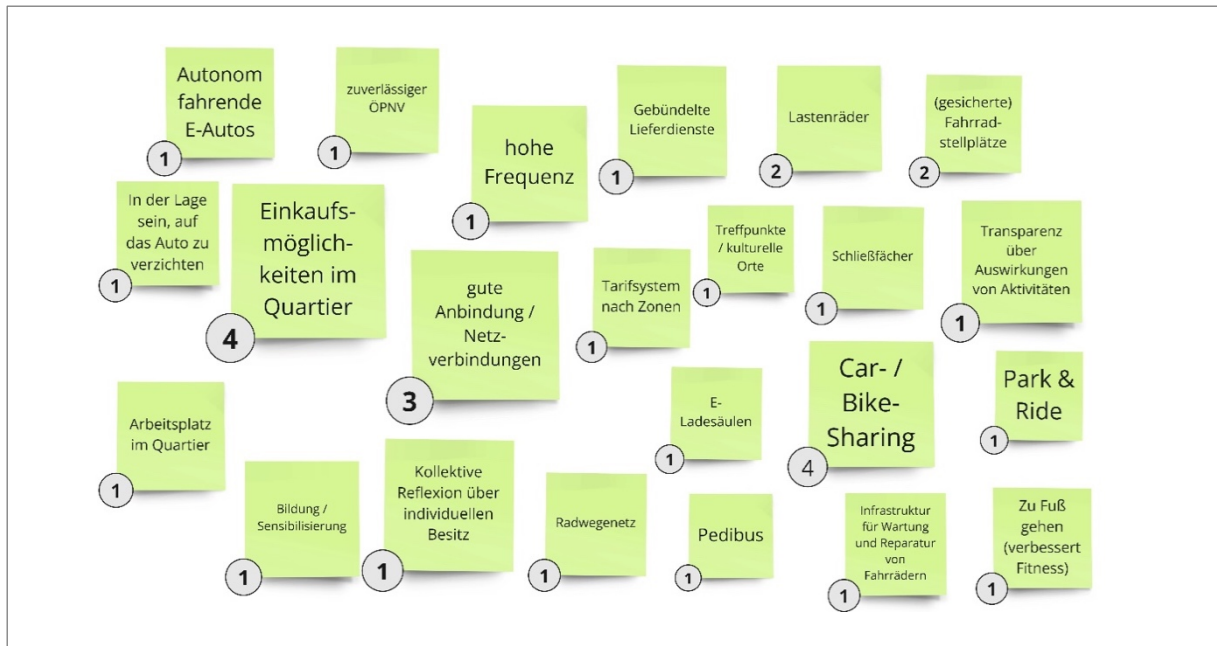 Autonom
fahrende
E-Autos
1
zuverlässiger
ÖPNV
1
hohe
Frequenz
1
Gebündelte
Lieferdienste
1
Lastenräder
2
(gesicherte)
Fahrrad-
stellplätze
2
In der Lage
sein, auf
das Auto zu
verzichten
1
Einkaufs-
möglich-
keiten im
Quartier
4
gute
Anbindung /
Netz-
verbindungen
3
Tarifsystem
nach Zonen
1
Treffpunkte
/ kulturelle
Orte
1
Schließfächer
1
Transparenz
über
Auswirkungen
von Aktivitäten
1
Arbeitsplatz
im Quartier
1
E-
Ladesäulen
1
Car- /
Bike-
Sharing
4
Park &
Ride
1
Bildung /
Sensibilisierung
1
Kollektive
Reflexion über
individuellen
Besitz
1
Radwegenetz
1
Pedibus
1
Infrastruktur
für Wartung
und Reparatur
von
Fahrrädern
1
Zu Fuß
gehen
(verbessert
Fitness)
1